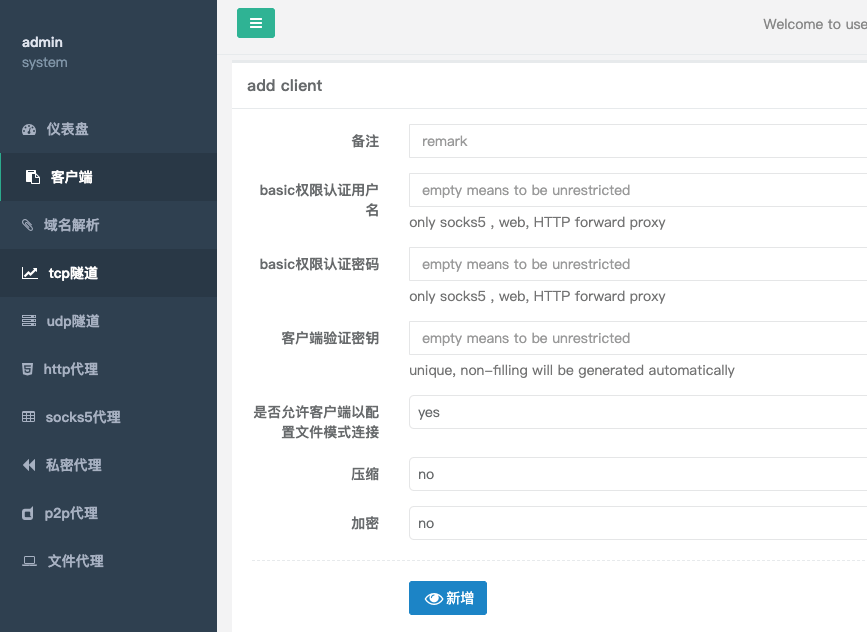 admin
system
仪表盘
客户端
域名解析
tcp隧道
udp隧道
http代理
socks5代理
私密代理
p2p代理
文件代理
Welcome to use
add client
备注
remark
basic权限认证用户
名
empty means to be unrestricted
only socks5 , web, HTTP forward proxy
basic权限认证密码
empty means to be unrestricted
only socks5 , web, HTTP forward proxy
客户端验证密钥
empty means to be unrestricted
unique, non-filling will be generated automatically
是否允许客户端以配
置文件模式连接
yes
压缩
no
加密
no
新增